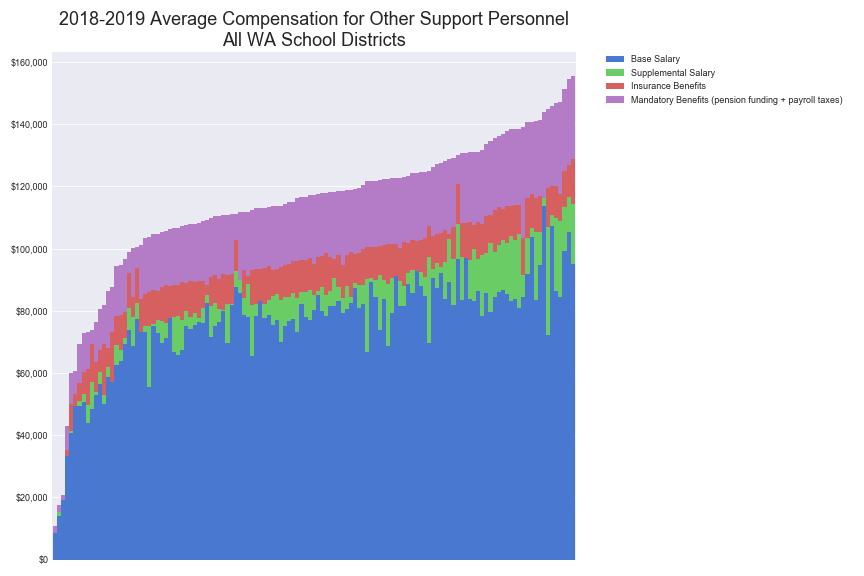 2018-2019 Average Compensation for Other Support Personnel
All WA School Districts
$160,000
$140,000
$120,000
$100,000
$80,000
$60,000
$40,000
$20,000
$0
Base Salary
Supplemental Salary
Insurance Benefits
Mandatory Benefits (pension funding + payroll taxes)